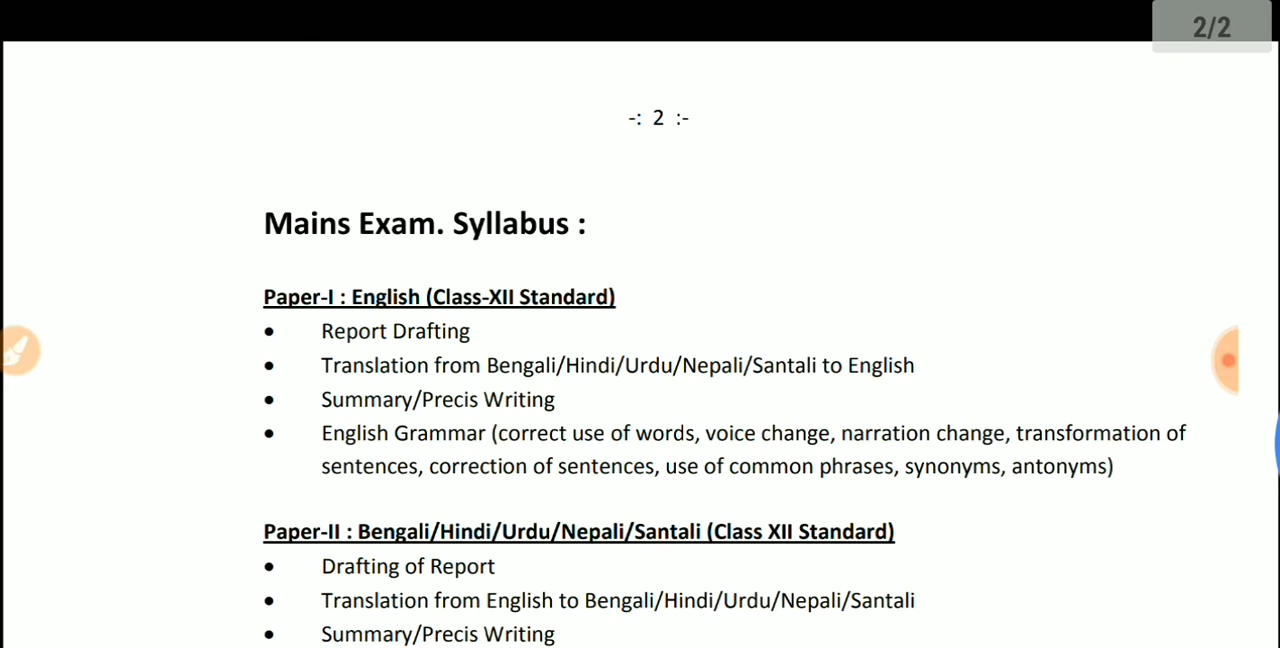 2/2
-: 2 :-
Mains Exam. Syllabus :
Paper-I : English (Class-XII Standard)
• Report Drafting
• Translation from Bengali/Hindi/Urdu/Nepali/Santali to English
• Summary/Precis Writing
• English Grammar (correct use of words, voice change, narration change, transformation of
sentences, correction of sentences, use of common phrases, synonyms, antonyms)
Paper-II : Bengali/Hindi/Urdu/Nepali/Santali (Class XII Standard)
• Drafting of Report
• Translation from English to Bengali/Hindi/Urdu/Nepali/Santali
• Summary/Precis Writing